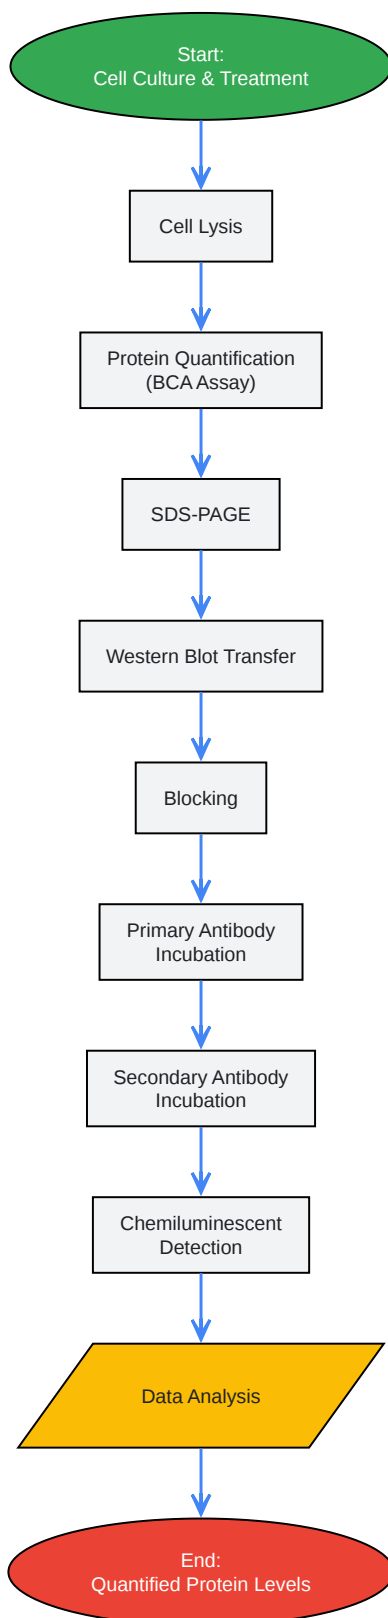 Start:
Cell Culture & Treatment
Cell Lysis
Protein Quantification
(BCA Assay)
SDS-PAGE
Western Blot Transfer
Blocking
Primary Antibody
Incubation
Secondary Antibody
Incubation
Chemiluminescent
Detection
Data Analysis
End:
Quantified Protein Levels